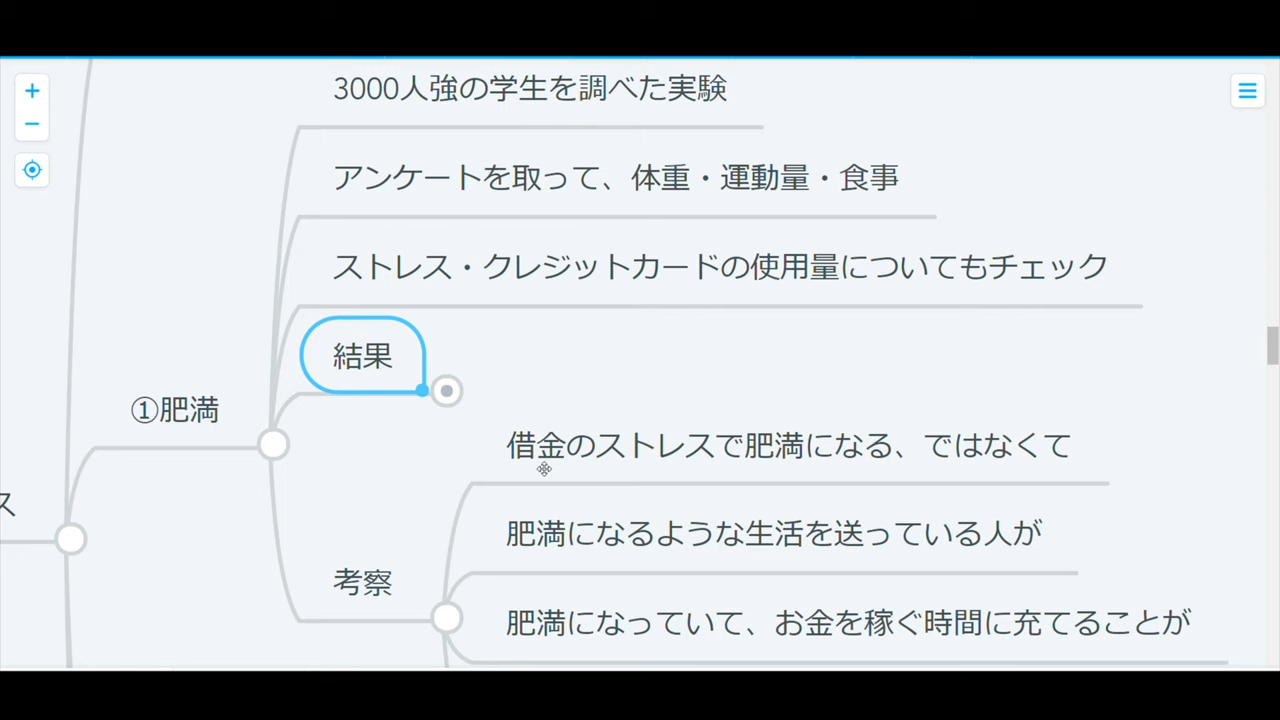 3000人強の学生を調べた実験
アンケートを取って、体重・運動量・食事
ストレス・クレジットカードの使用量についてもチェック
結果
①肥満
借金のストレスで肥満になる、ではなくて
ス
肥満になるような生活を送っている人が
考察
肥満になっていて、お金を稼ぐ時間に充てることが